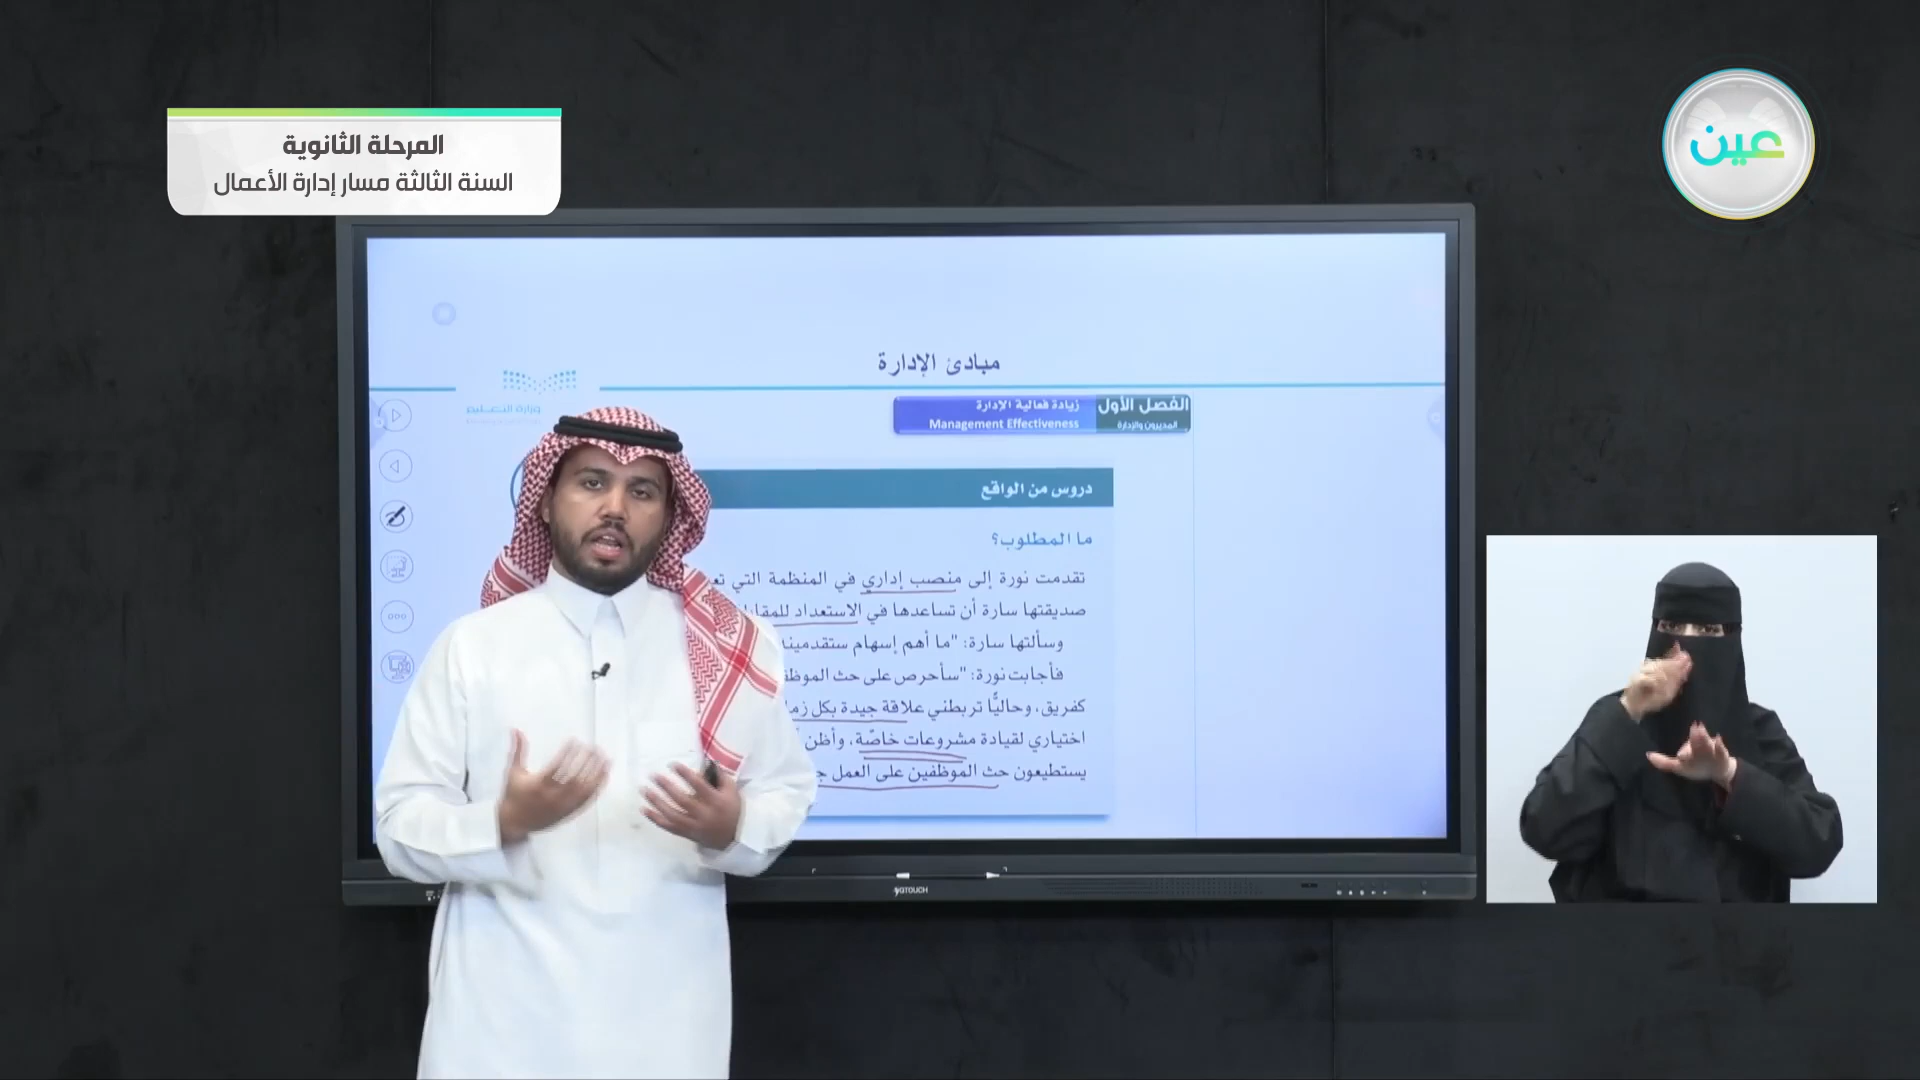 المرحلة الثانوية
السنة الثالثة مسار إدارة الأعمال
عين
مبادئ الإدارة
وزارة التعليم
الفصل الأول
المديرون والإدارة
زيادة فعالية الإدارة
Management Effectiveness
دروس من الواقع
ما المطلوب؟
تقدمت نورة إلى منصب إداري في المنظمة التي
صديقتها سارة أن تساعدها في الاستعداد
وسألتها سارة: "ما أهم إسهام ستقدمينه
فأجابت نورة: "سأحرص على حث
كفريق، وحاليًّا تربطني علاقة جيدة بكل
اختياري لقيادة مشروعات خاصّة، وأظن
يستطيعون حث الموظفين على العمل